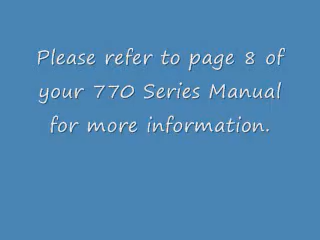 Please refer to page 8 of
your 770 Series Manual
for more information.